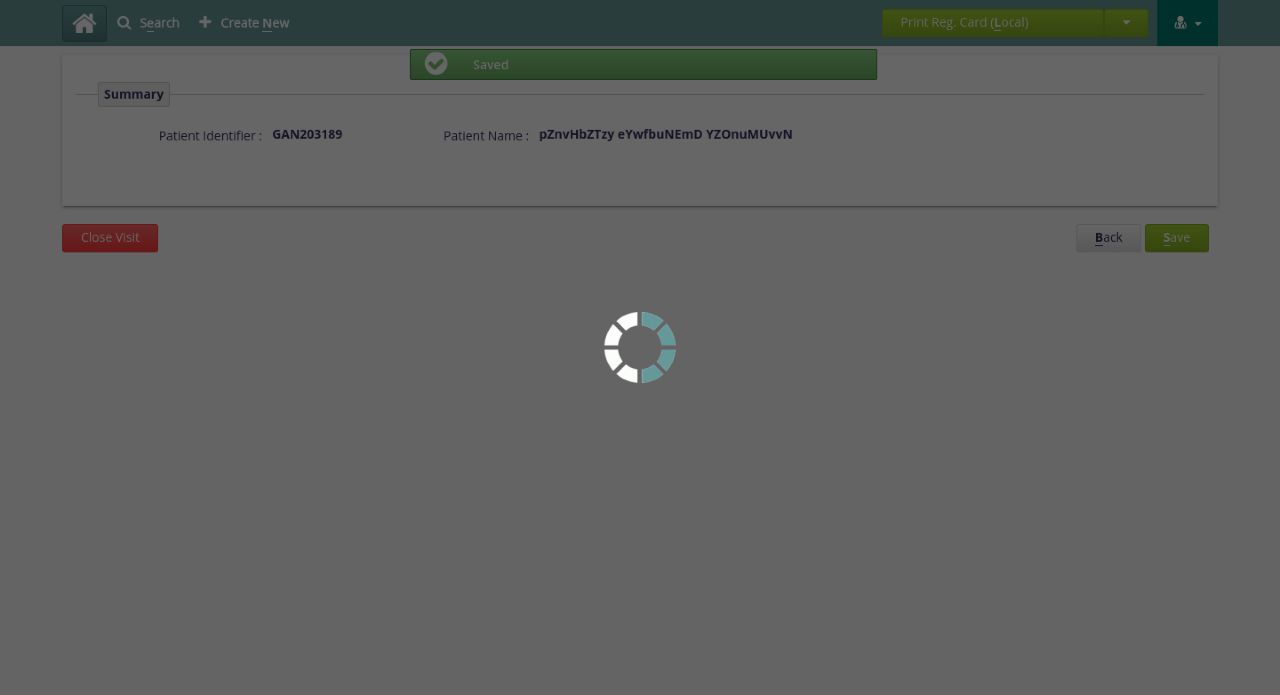 Search
Create New
Print Reg. Card (Local)
Saved
Summary
Patient Identifier : GAN203189
Patient Name : pZnvHbZTzy eYwfbuNEmD YZOnuMUvvN
Close Visit
Back
Save